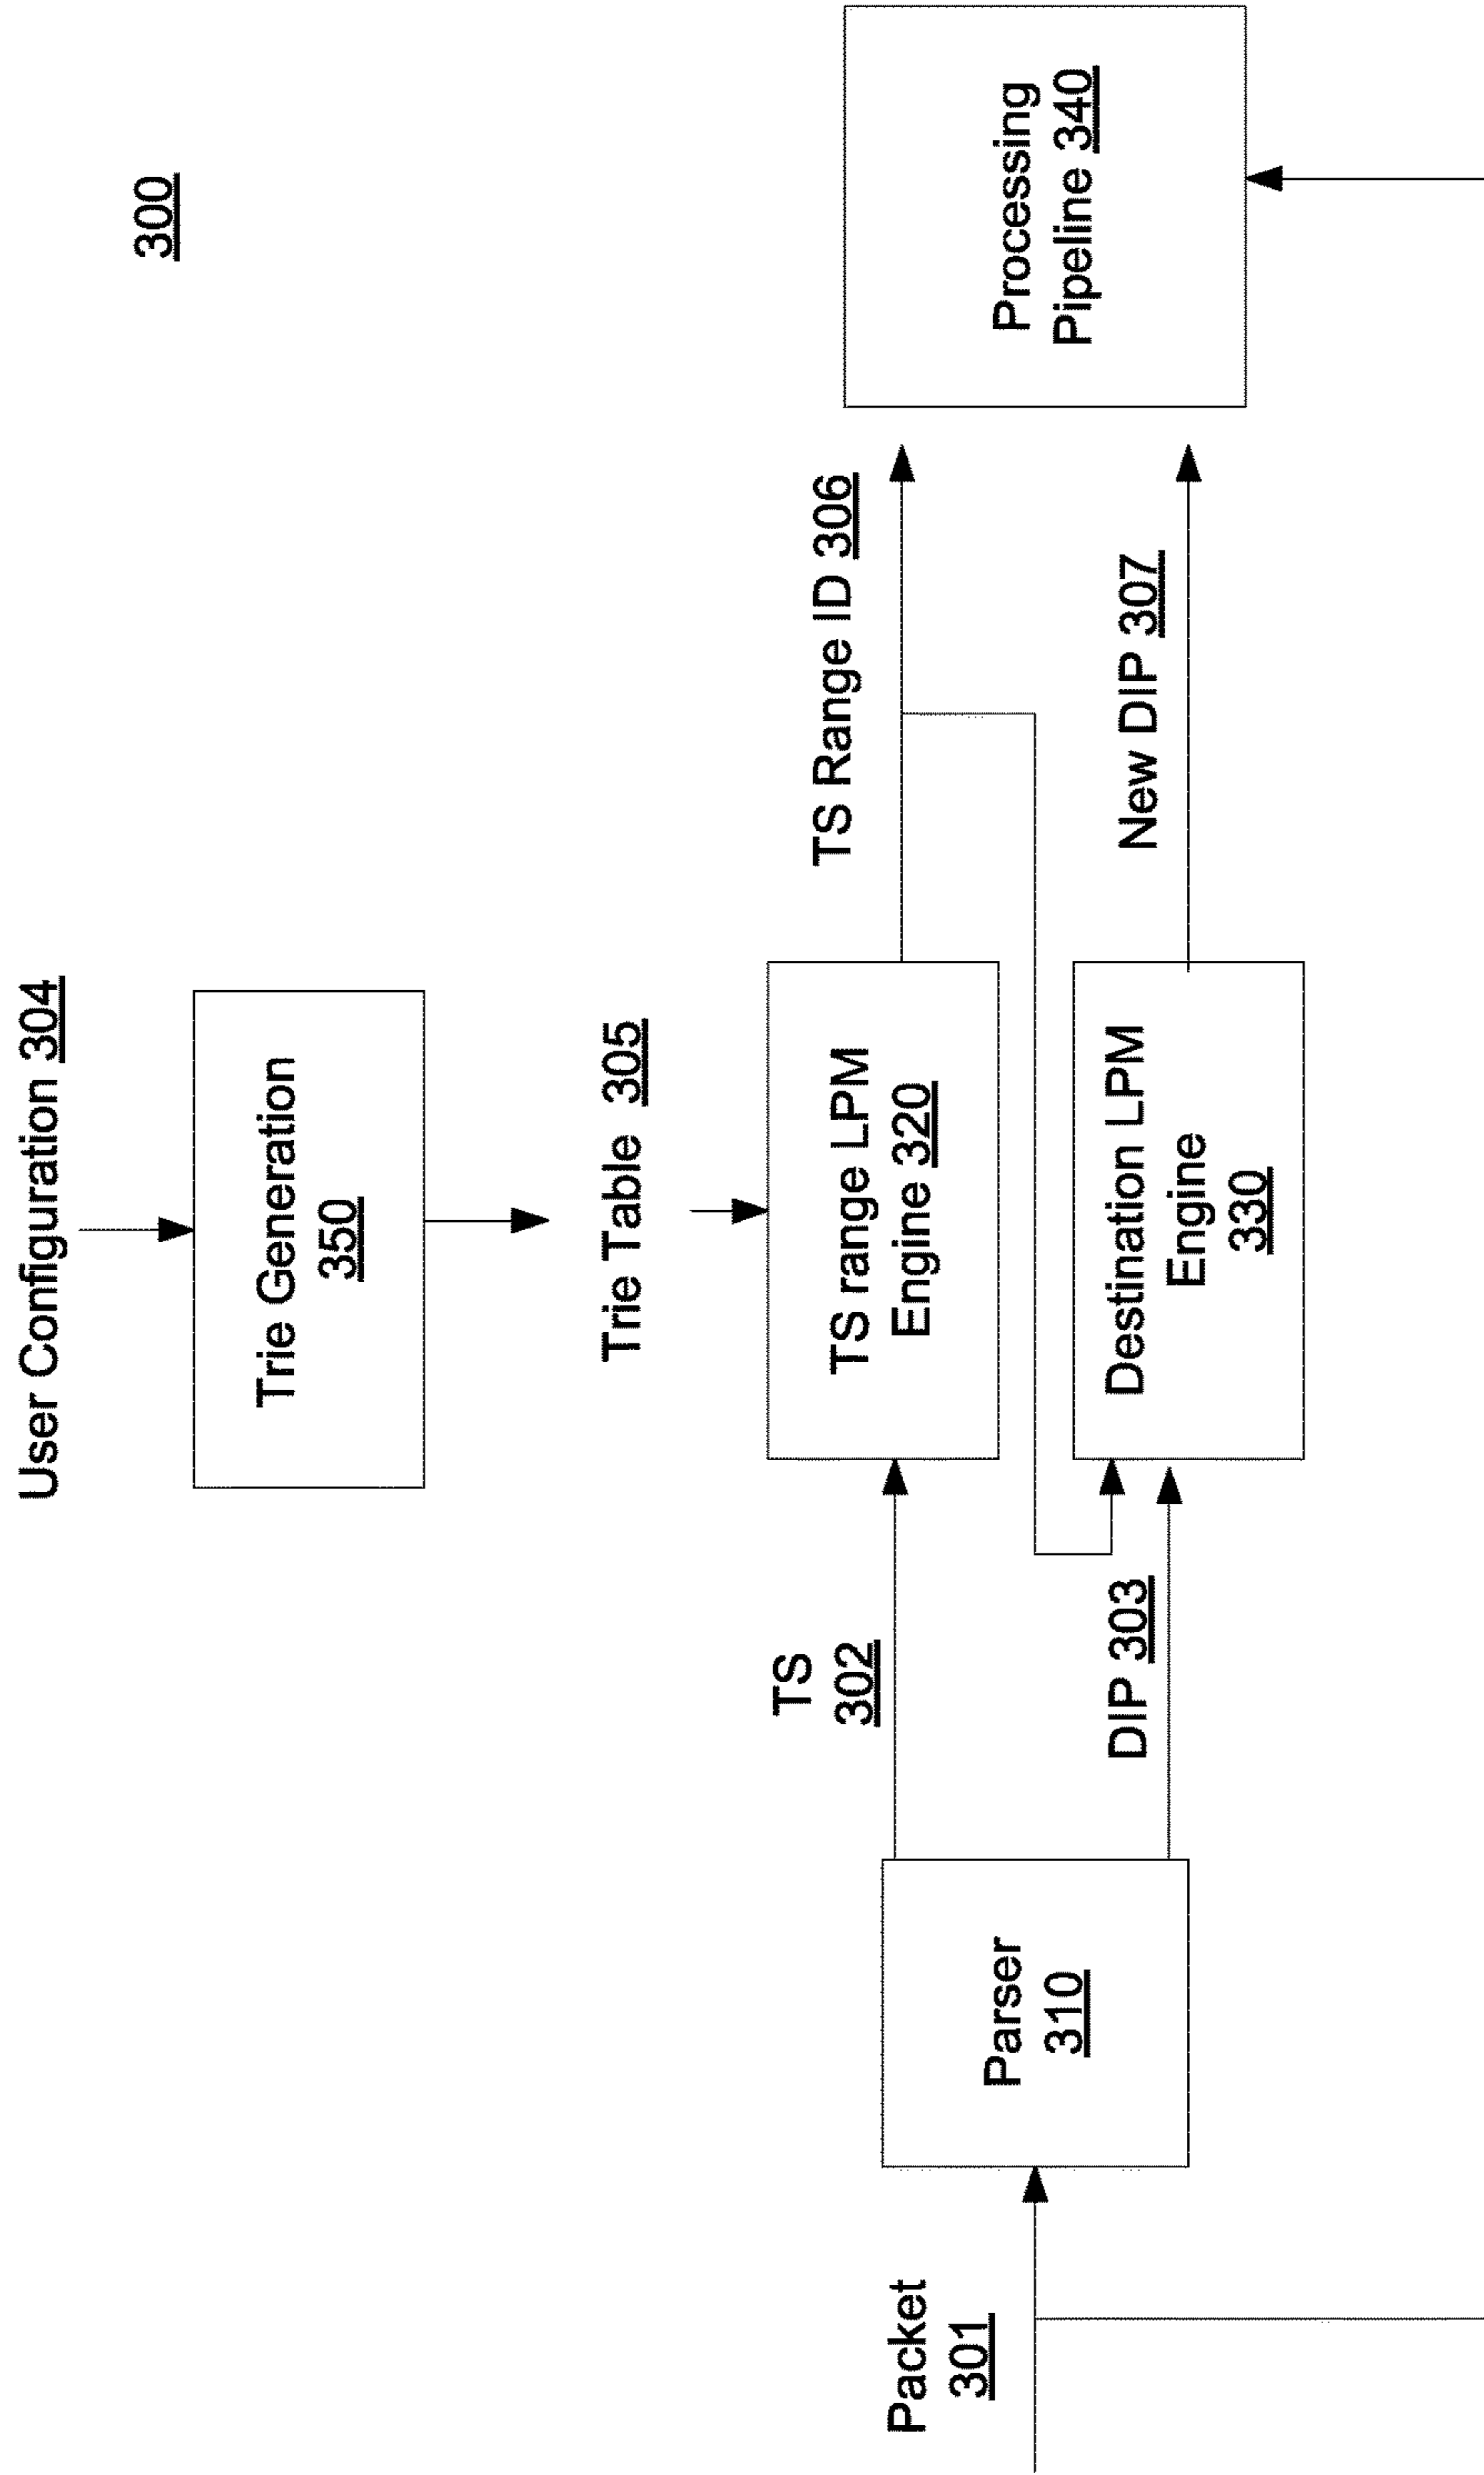 300
User Configuration 304
Trie Generation
350
Trie Table 305
Packet
301
Parser
310
TS
302
DIP 303
TS range LPM
Engine 320
Destination LPM
Engine
330
TS Range ID 306
New DIP 307
Processing
Pipeline 340